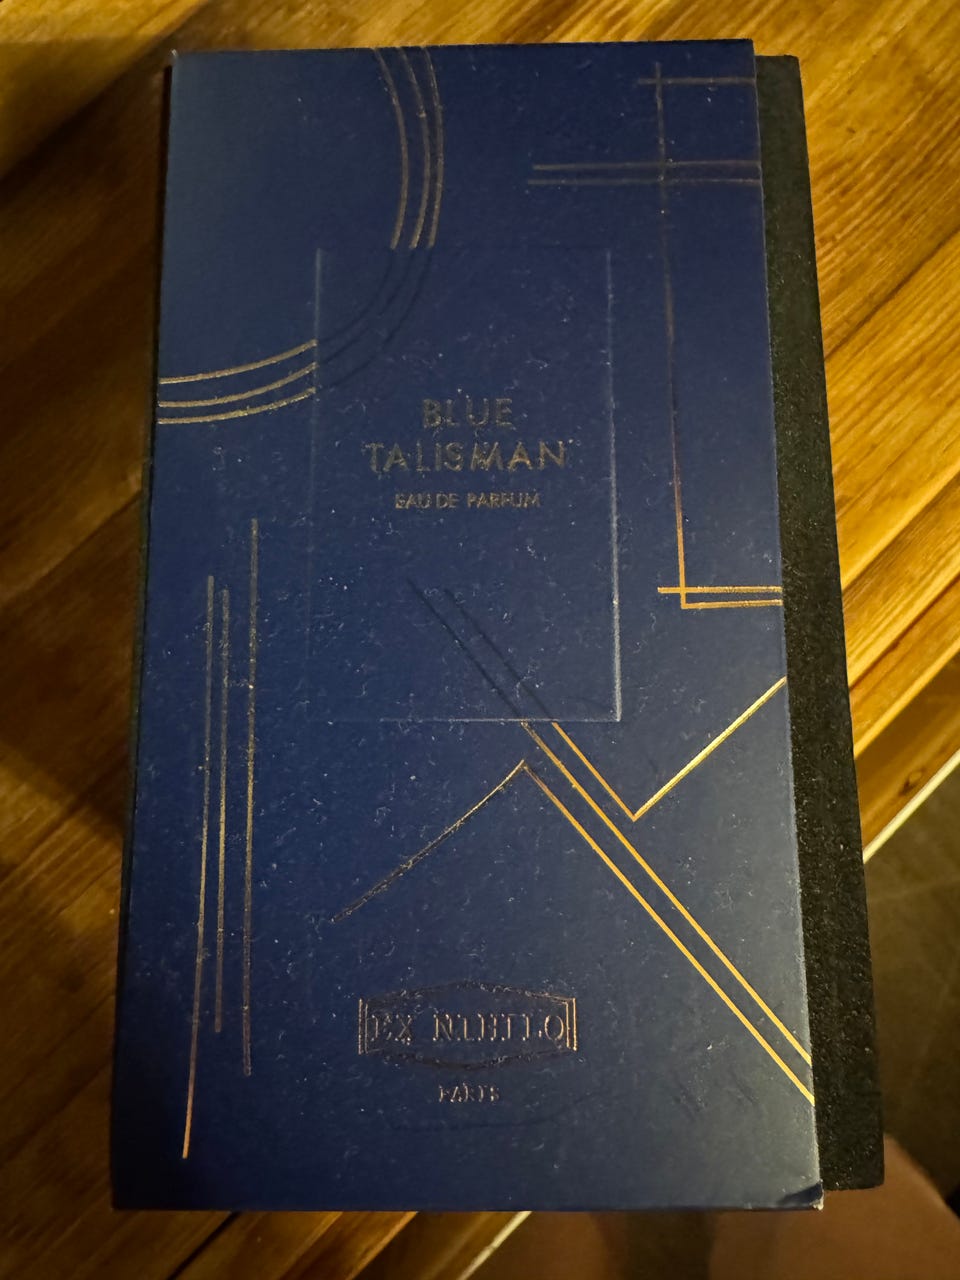 BLUE
TALISMAN
EAU DE PARFUM
EX NIHILO
PARIS